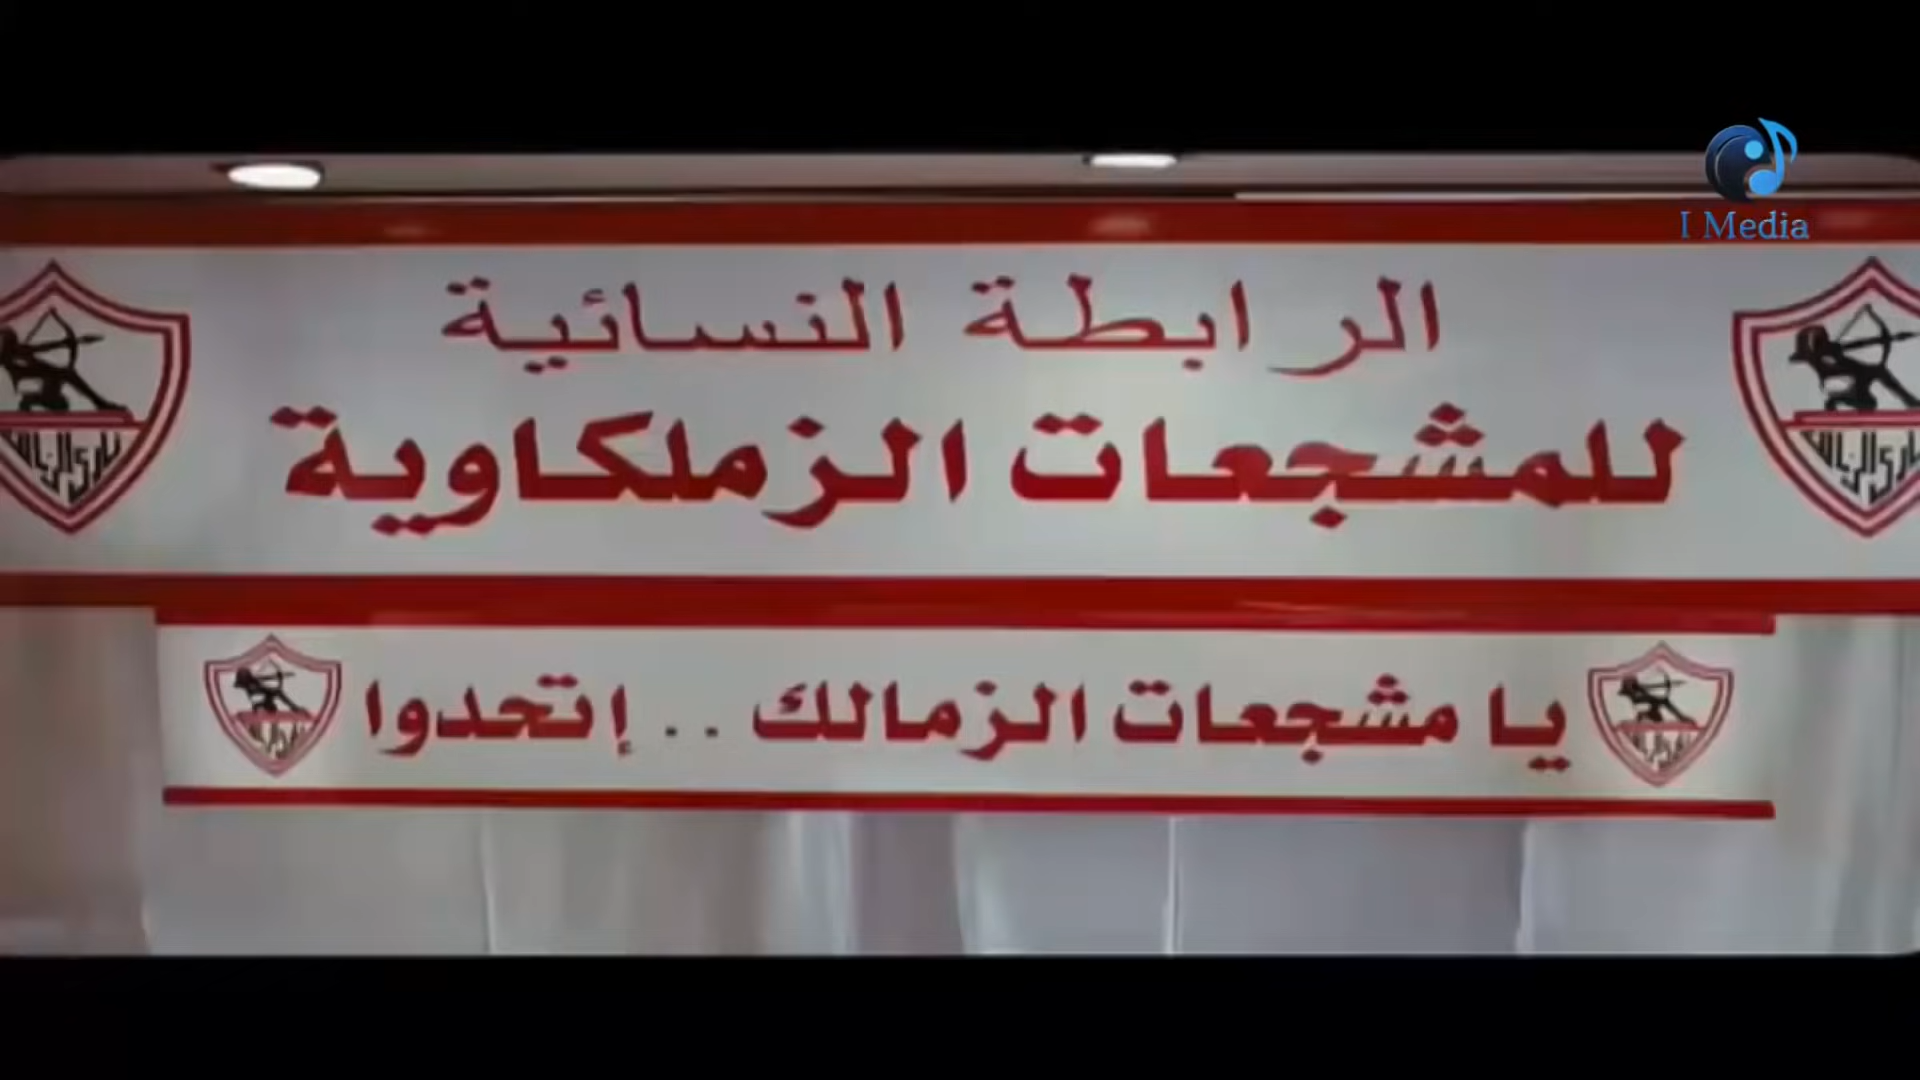 I Media
الرابطة النسائية
للمشجعات الزملكاوية
يا مشجعات الزمالك .. إتحدوا